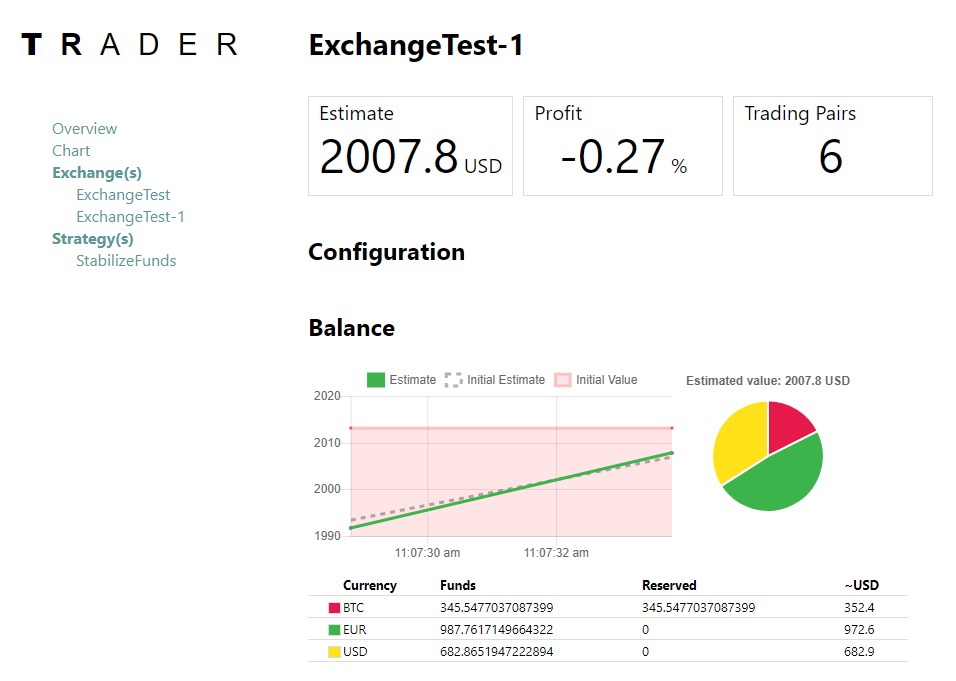 TRADER
Overview
Chart
Exchange(s)
ExchangeTest
ExchangeTest-1
Strategy(s)
StabilizeFunds
ExchangeTest-1
Estimate
2007.8 USD
Profit
-0.27 %
Trading Pairs
6
Configuration
Balance
Estimate Initial Estimate Initial Value
2020
2010
2000
1990
11:07:30 am 11:07:32 am
Estimated value: 2007.8 USD
Currency Funds Reserved ~USD
BTC 345.5477037087399 345.5477037087399 352.4
EUR 987.7617149664322 0 972.6
USD 682.8651947222894 0 682.9